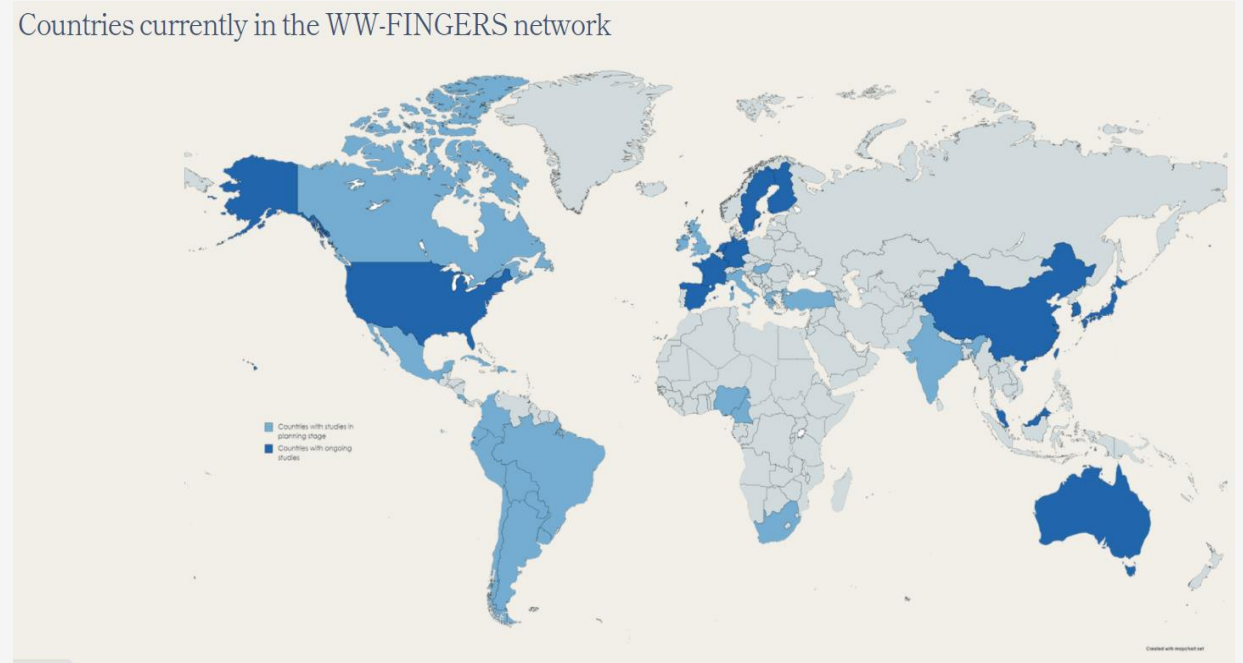 Countries currently in the WW-FINGERS network
Countries with studies in
planning stage
Countries with ongoing
studies
Created with mapchart.net